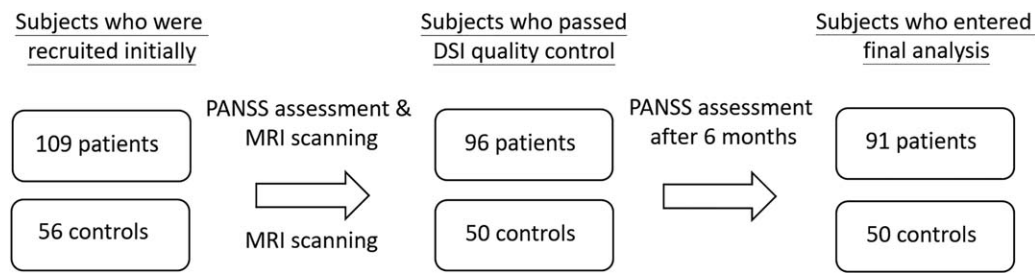 Subjects who were
recruited initially
109 patients
56 controls
PANSS assessment &
MRI scanning
MRI scanning
Subjects who passed
DSI quality control
96 patients
50 controls
PANSS assessment
after 6 months
Subjects who entered
final analysis
91 patients
50 controls